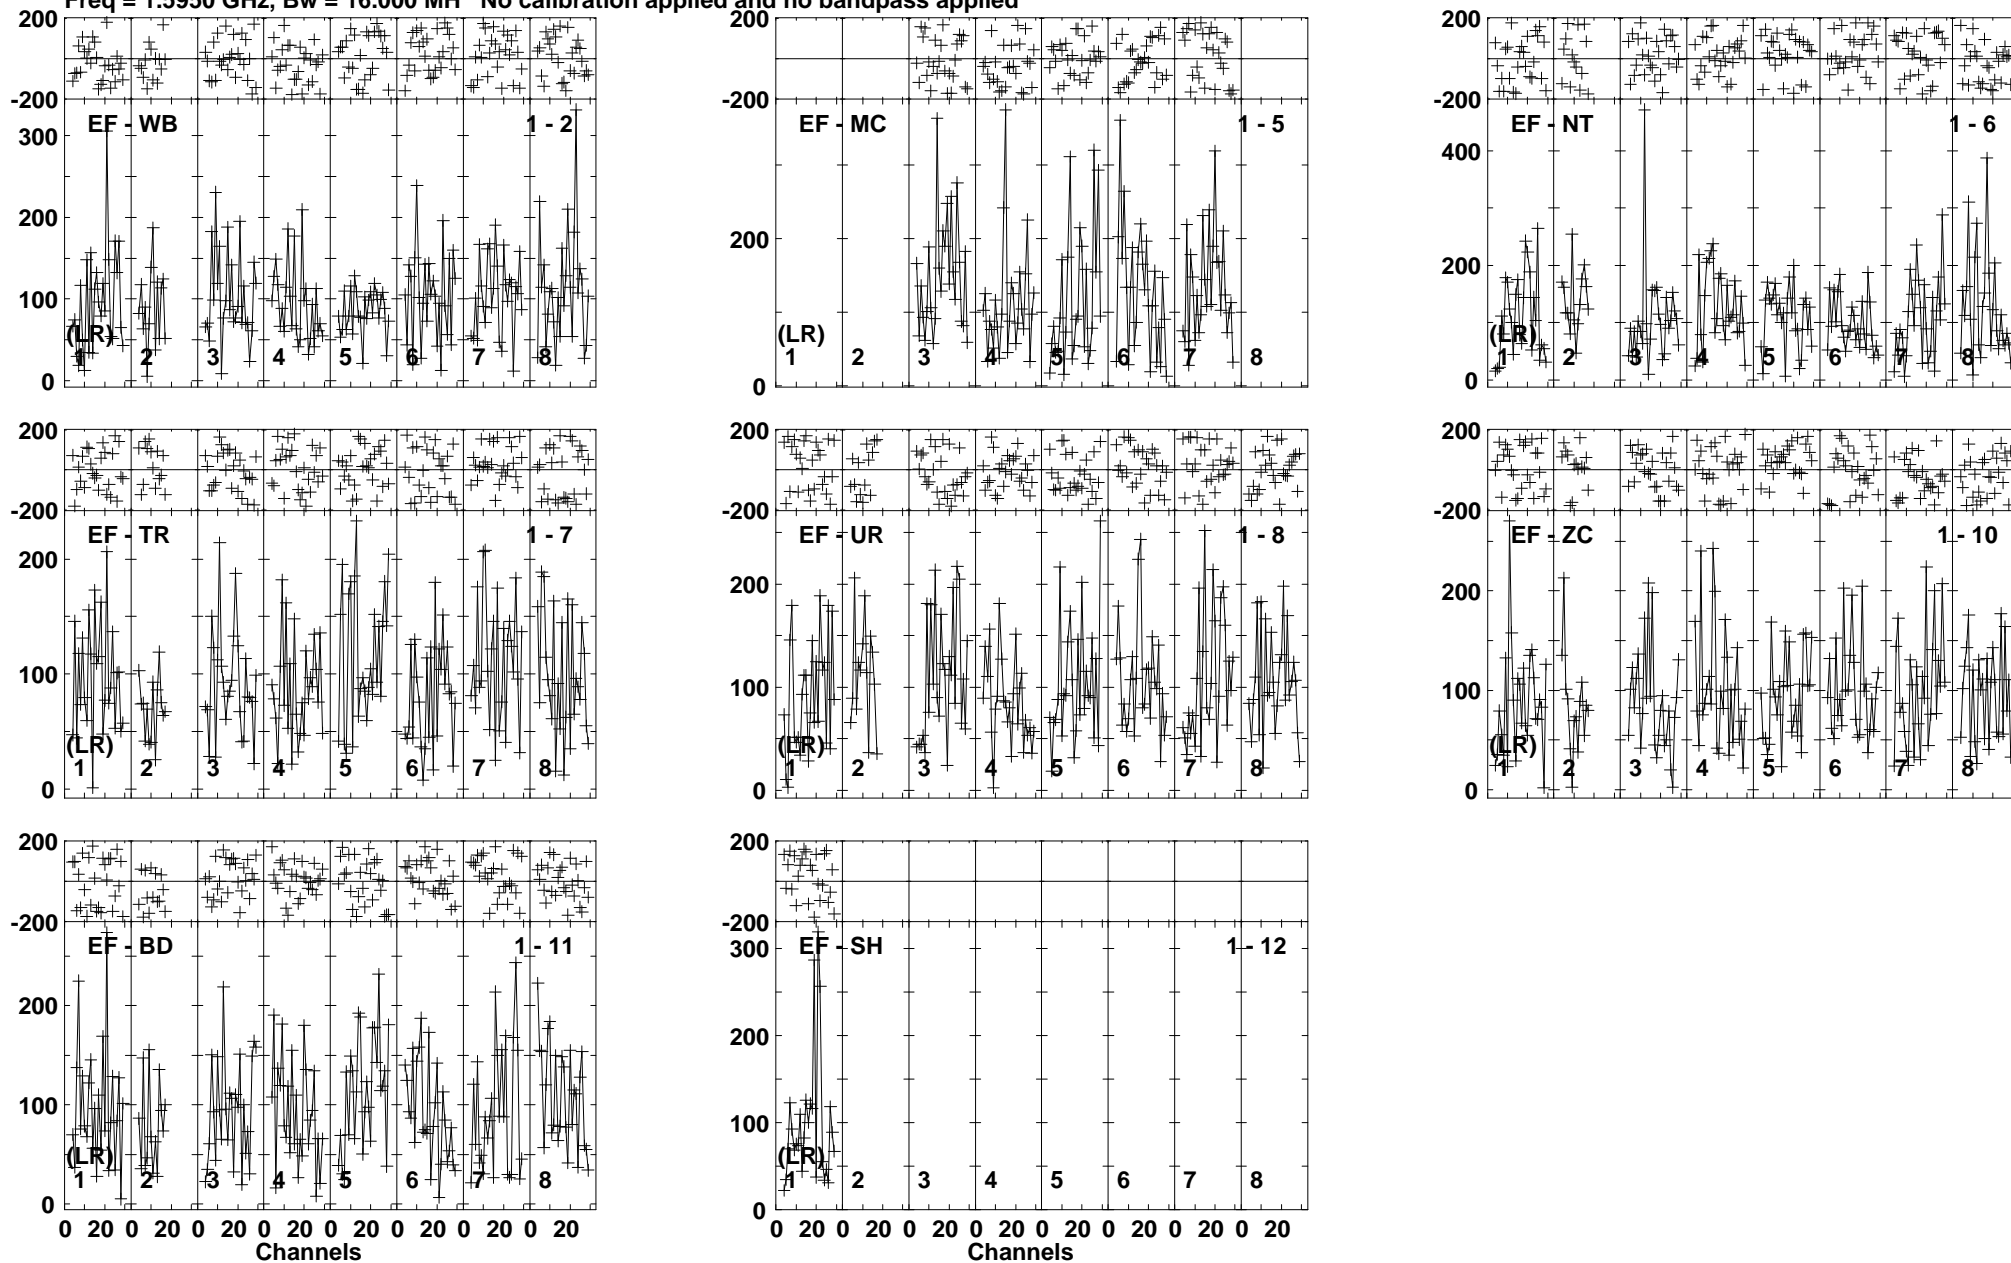 Freq = 1.5950 GHz, Bw = 16.000 MH No calibration applied and no bandpass applied
200
-200
EF - WB 1 - 2
300
200
100
0
(LR)
1 2 3 4 5 6 7 8
200
-200
EF - MC 1 - 5
200
0
(LR)
1 2 3 4 5 6 7 8
200
-200
EF - NT 1 - 6
400
200
0
(LR)
1 2 3 4 5 6 7 8
200
-200
EF - TR 1 - 7
200
100
0
(LR)
1 2 3 4 5 6 7 8
200
-200
EF - UR 1 - 8
200
100
0
(LR)
1 2 3 4 5 6 7 8
200
-200
EF - ZC 1 - 10
200
100
0
(LR)
1 2 3 4 5 6 7 8
200
-200
EF - BD 1 - 11
200
100
0
(LR)
1 2 3 4 5 6 7 8
0 20 0 20 0 20 0 20 0 20 0 20 0 20 0 20
Channels
200
-200
EF - SH 1 - 12
300
200
100
0
(LR)
1 2 3 4 5 6 7 8
0 20 0 20 0 20 0 20 0 20 0 20 0 20 0 20
Channels